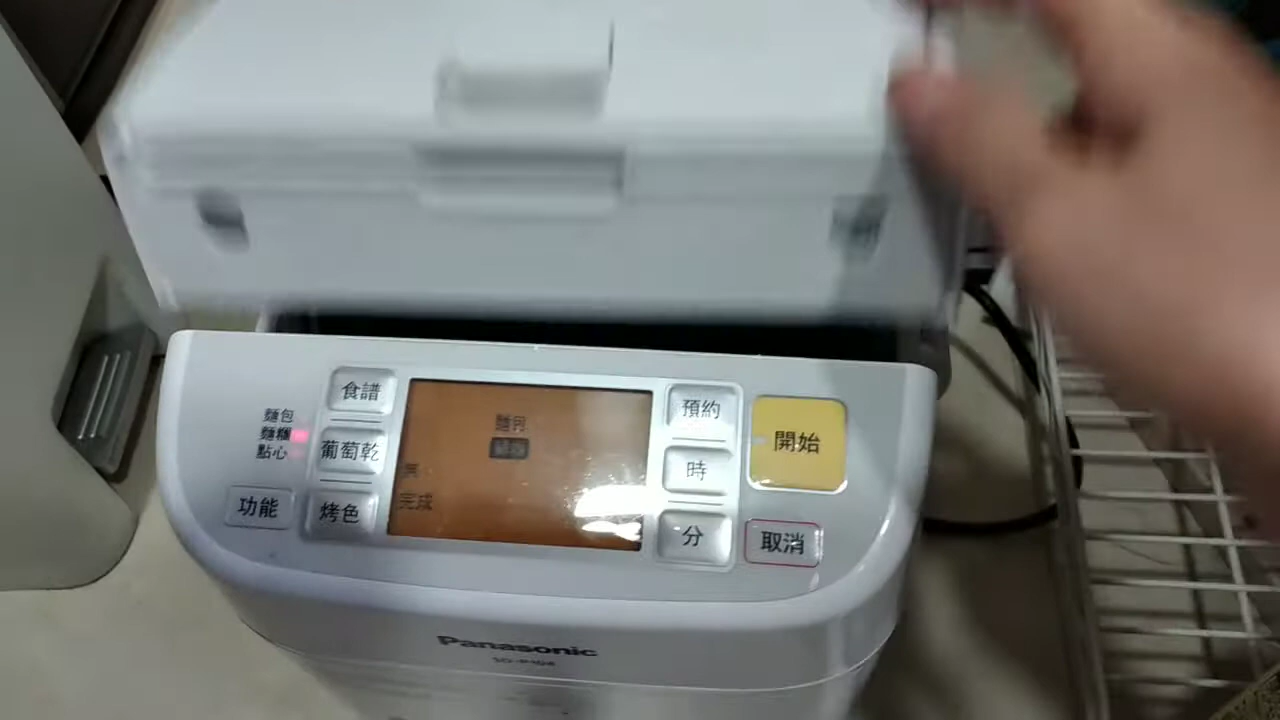 食譜
麵包
麵糰
點心
葡萄乾
功能
烤色
麵包
無
完成
預約
時
分
開始
取消
Panasonic